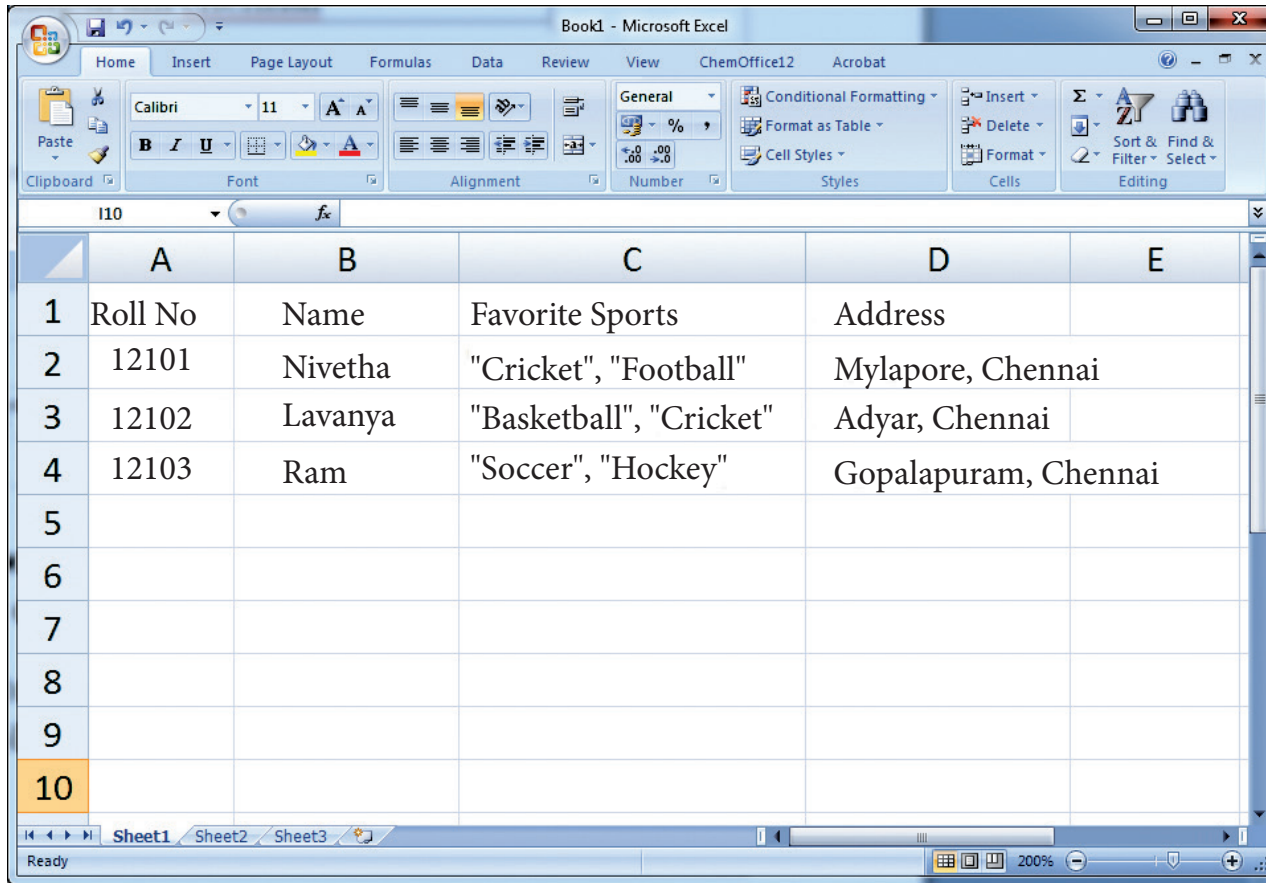 Book1 - Microsoft Excel
Home Insert Page Layout Formulas Data Review View ChemOffice12 Acrobat
Paste
Clipboard
Calibri 11 A A
B I U A
Font
Alignment
General
% ,
.0 .00 .00 .0
Number
Conditional Formatting
Format as Table
Cell Styles
Styles
Insert
Delete
Format
Cells
Σ
Sort & Filter
Find & Select
Editing
I10 fx
A B C D E
1 Roll No Name Favorite Sports Address
2 12101 Nivetha "Cricket", "Football" Mylapore, Chennai
3 12102 Lavanya "Basketball", "Cricket" Adyar, Chennai
4 12103 Ram "Soccer", "Hockey" Gopalapuram, Chennai
5
6
7
8
9
10
Sheet1 Sheet2 Sheet3
Ready 200%